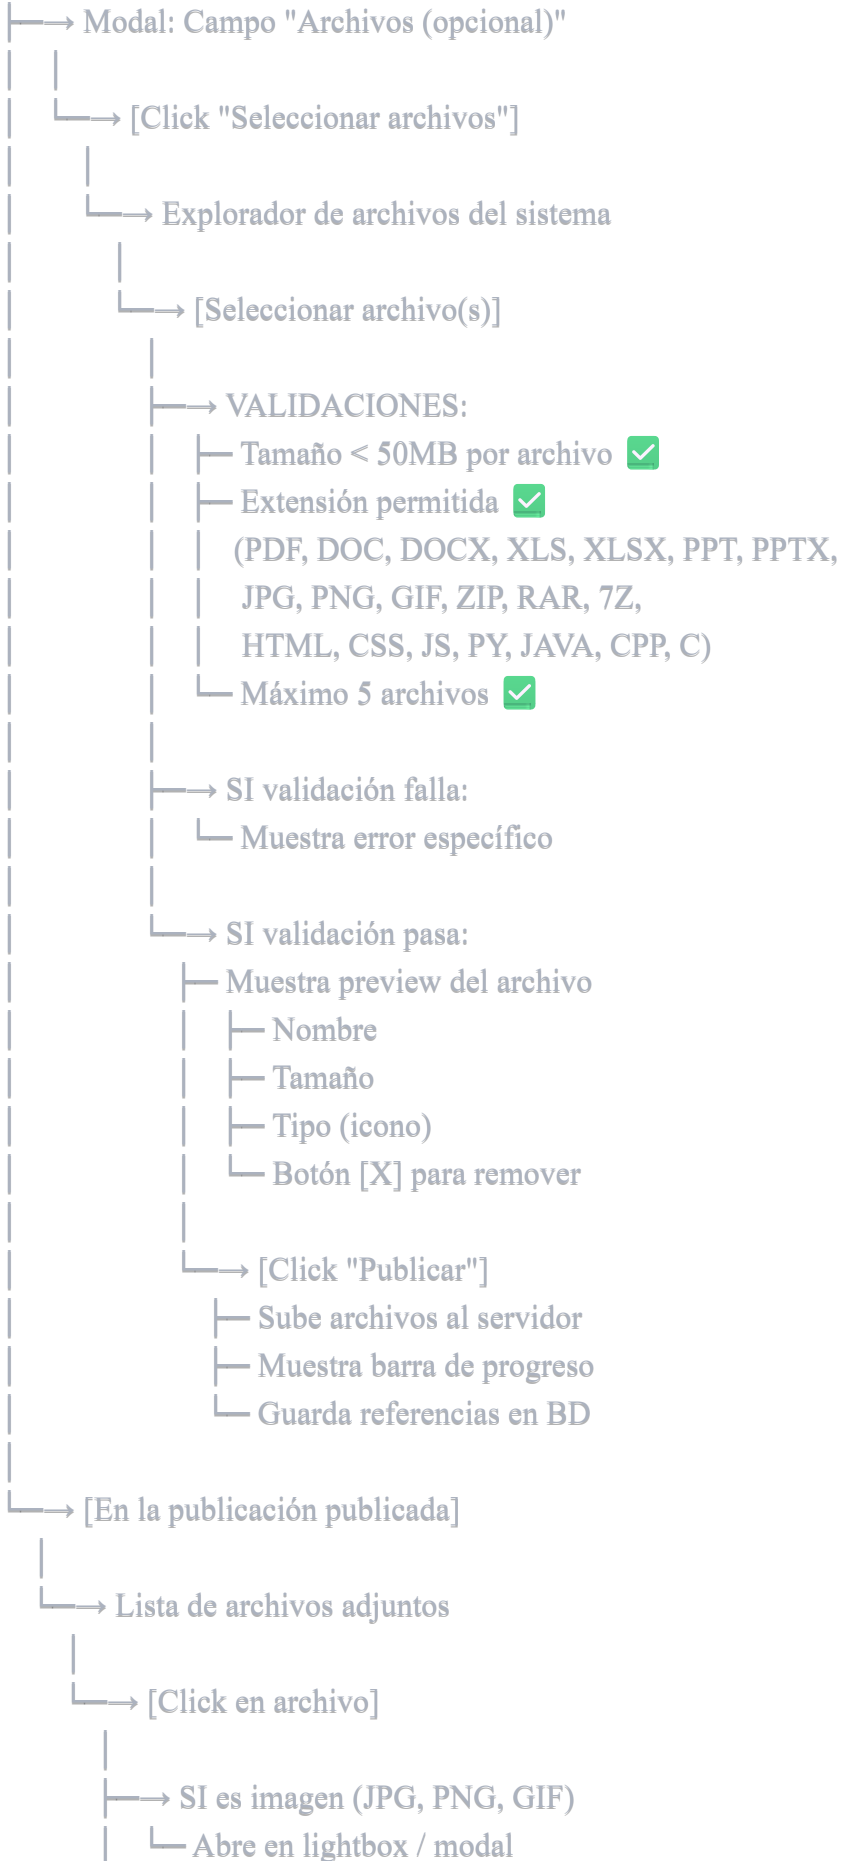 ├──→ Modal: Campo "Archivos (opcional)"
│ │
│ └──→ [Click "Seleccionar archivos"]
│ │
│ └──→ Explorador de archivos del sistema
│ │
│ └──→ [Seleccionar archivo(s)]
│ │
│ ├──→ VALIDACIONES:
│ │ ├─ Tamaño < 50MB por archivo ✅
│ │ ├─ Extensión permitida ✅
│ │ │ (PDF, DOC, DOCX, XLS, XLSX, PPT, PPTX,
│ │ │ JPG, PNG, GIF, ZIP, RAR, 7Z,
│ │ │ HTML, CSS, JS, PY, JAVA, CPP, C)
│ │ └─ Máximo 5 archivos ✅
│ │
│ ├──→ SI validación falla:
│ │ └─ Muestra error específico
│ │
│ └──→ SI validación pasa:
│ ├─ Muestra preview del archivo
│ │ ├─ Nombre
│ │ ├─ Tamaño
│ │ ├─ Tipo (icono)
│ │ └─ Botón [X] para remover
│ │
│ └──→ [Click "Publicar"]
│ ├─ Sube archivos al servidor
│ ├─ Muestra barra de progreso
│ └─ Guarda referencias en BD
│
└──→ [En la publicación publicada]
│
└──→ Lista de archivos adjuntos
│
└──→ [Click en archivo]
│
├──→ SI es imagen (JPG, PNG, GIF)
│ └─ Abre en lightbox / modal